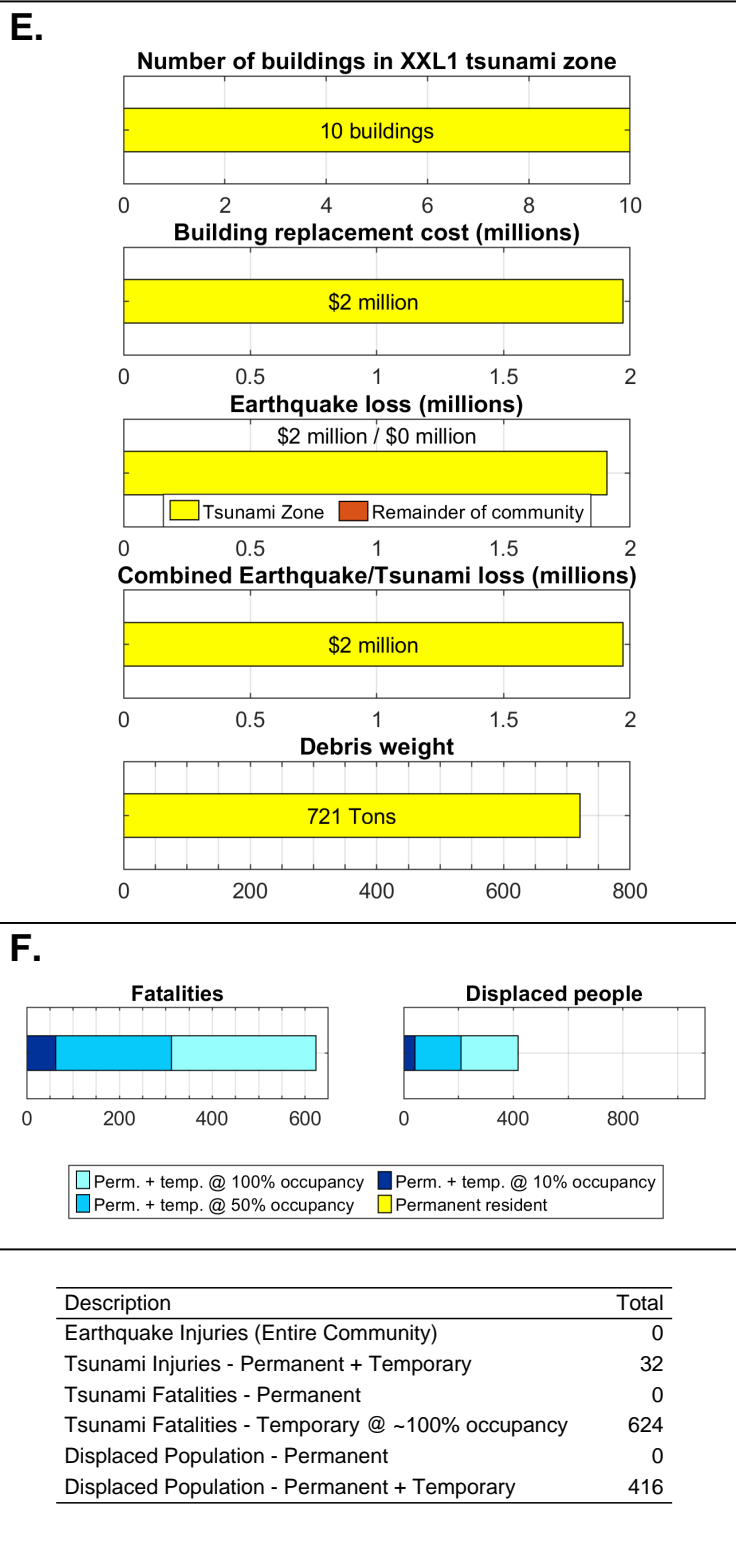 E.
Number of buildings in XXL1 tsunami zone
10 buildings
0 2 4 6 8 10
Building replacement cost (millions)
$2 million
0 0.5 1 1.5 2
Earthquake loss (millions)
$2 million / $0 million
Tsunami Zone Remainder of community
0 0.5 1 1.5 2
Combined Earthquake/Tsunami loss (millions)
$2 million
0 0.5 1 1.5 2
Debris weight
721 Tons
0 200 400 600 800
F.
Fatalities Displaced people
0 200 400 600 0 400 800
Perm. + temp. @ 100% occupancy Perm. + temp. @ 10% occupancy
Perm. + temp. @ 50% occupancy Permanent resident
Description Total
Earthquake Injuries (Entire Community) 0
Tsunami Injuries - Permanent + Temporary 32
Tsunami Fatalities - Permanent 0
Tsunami Fatalities - Temporary @ ~100% occupancy 624
Displaced Population - Permanent 0
Displaced Population - Permanent + Temporary 416